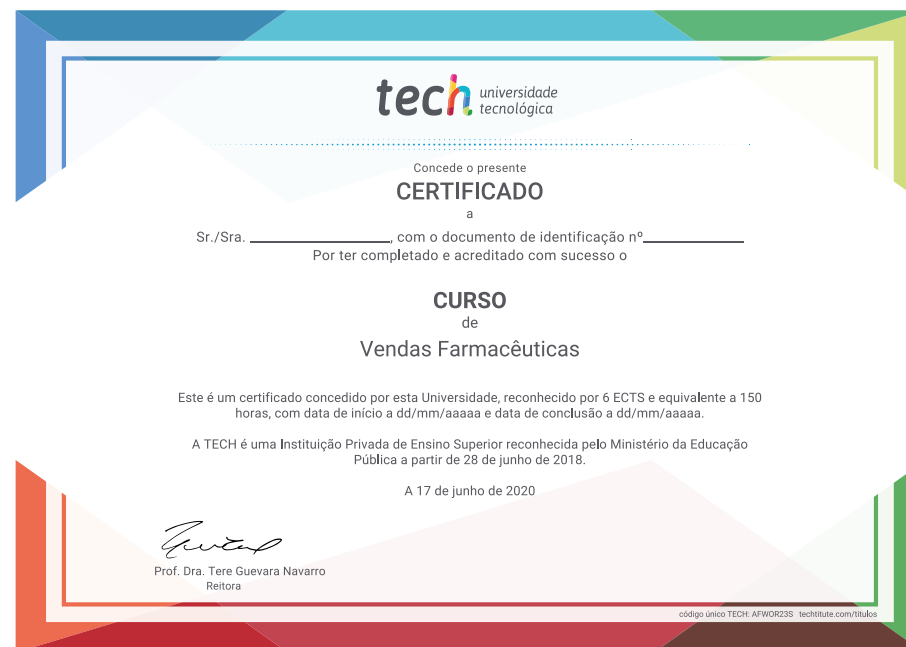 tech universidade
tecnológica
Concede o presente
CERTIFICADO
a
Sr./Sra. ____________________, com o documento de identificação nº______________
Por ter completado e acreditado com sucesso o
CURSO
de
Vendas Farmacêuticas
Este é um certificado concedido por esta Universidade, reconhecido por 6 ECTS e equivalente a 150
horas, com data de início a dd/mm/aaaaa e data de conclusão a dd/mm/aaaaa.
A TECH é uma Instituição Privada de Ensino Superior reconhecida pelo Ministério da Educação
Pública a partir de 28 de junho de 2018.
A 17 de junho de 2020
Prof. Dra. Tere Guevara Navarro
Reitora
código único TECH: AFWOR23S techtitute.com/titulos